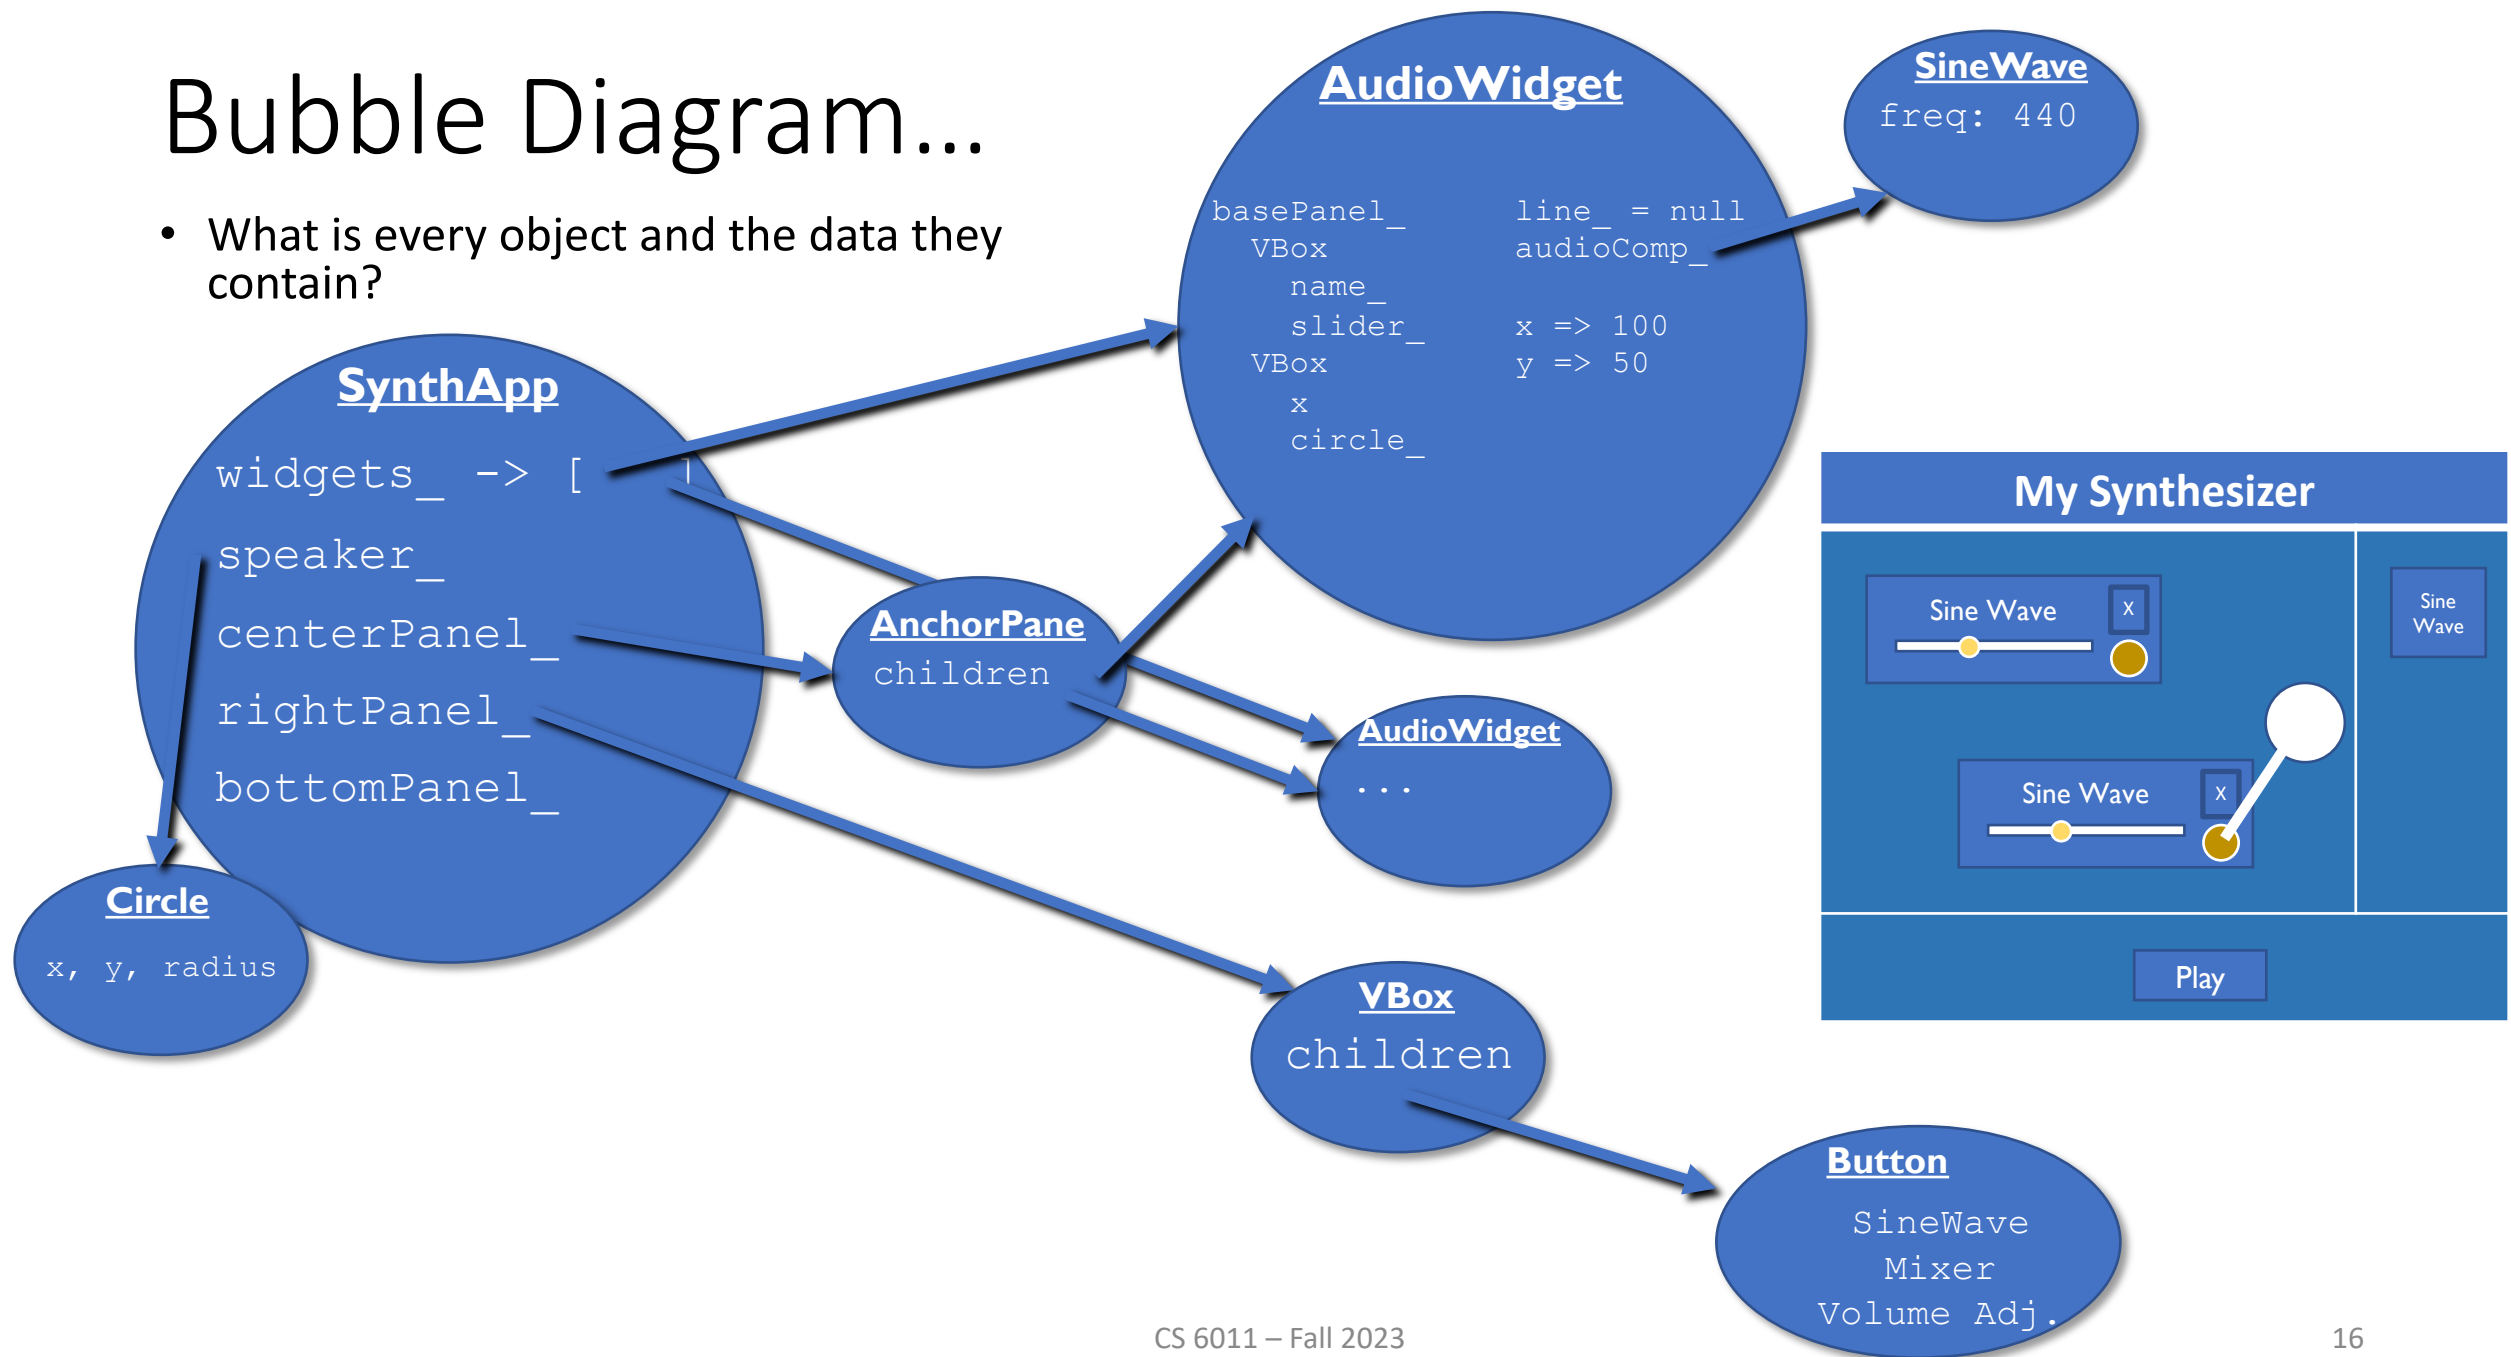 Bubble Diagram...
• What is every object and the data they
contain?
SynthApp
widgets_ -> [ ]
speaker_
centerPanel_
rightPanel_
bottomPanel_
Circle
x, y, radius
AudioWidget
basePanel_
VBox
name_
slider_
VBox
x
circle_
line_ = null
audioComp_
x => 100
y => 50
SineWave
freq: 440
AnchorPane
children
AudioWidget
...
VBox
children
Button
SineWave
Mixer
Volume Adj.
My Synthesizer
Sine Wave
X
Sine
Wave
Sine Wave
X
Play
CS 6011 – Fall 2023
16